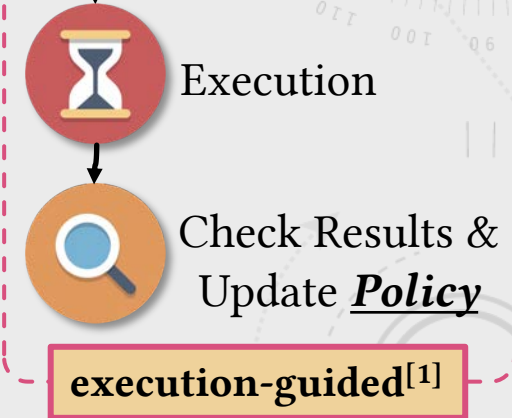 Execution
Check Results &
Update Policy
execution-guided[1]